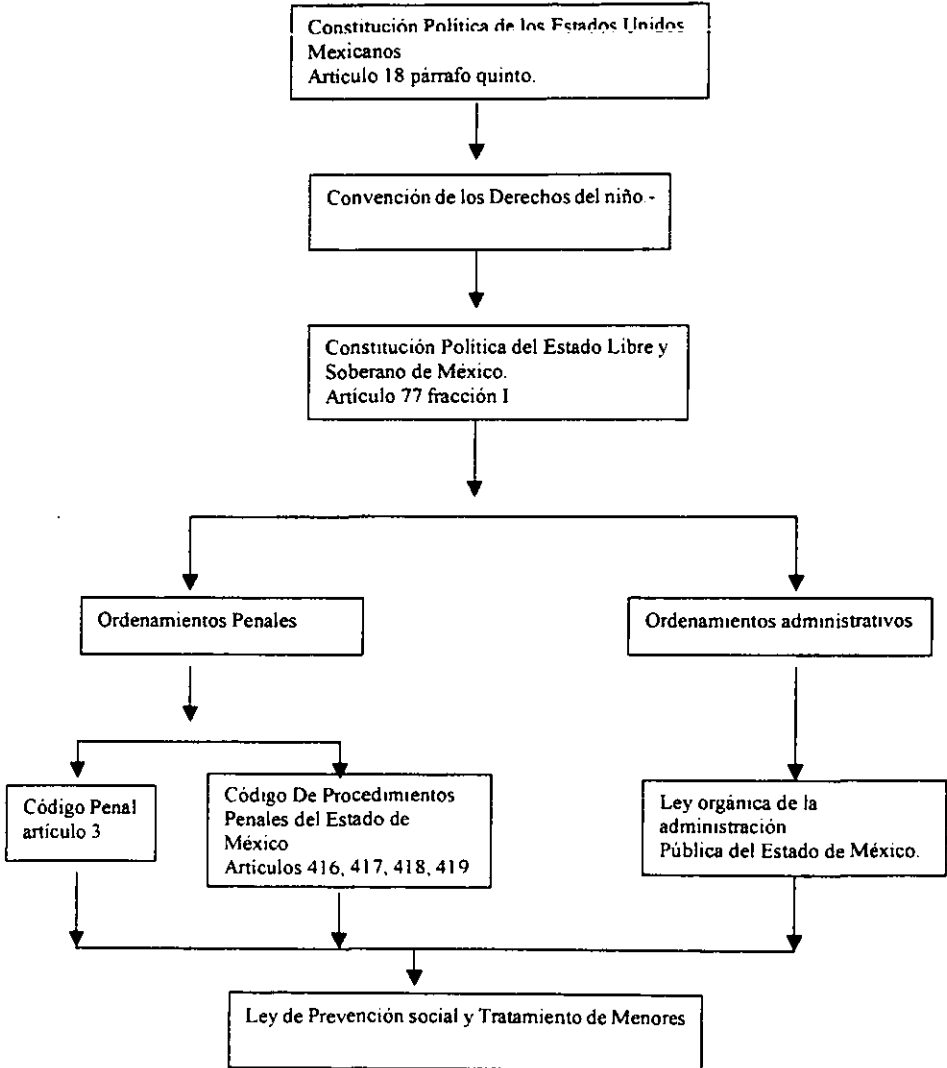 Constitución Política de los Estados Unidos
Mexicanos
Artículo 18 párrafo quinto.
Convención de los Derechos del niño.-
Constitución Política del Estado Libre y
Soberano de México.
Artículo 77 fracción I
Ordenamientos Penales
Ordenamientos administrativos
Código Penal
artículo 3
Código De Procedimientos
Penales del Estado de
México
Artículos 416, 417, 418, 419
Ley orgánica de la
administración
Pública del Estado de México.
Ley de Prevención social y Tratamiento de Menores